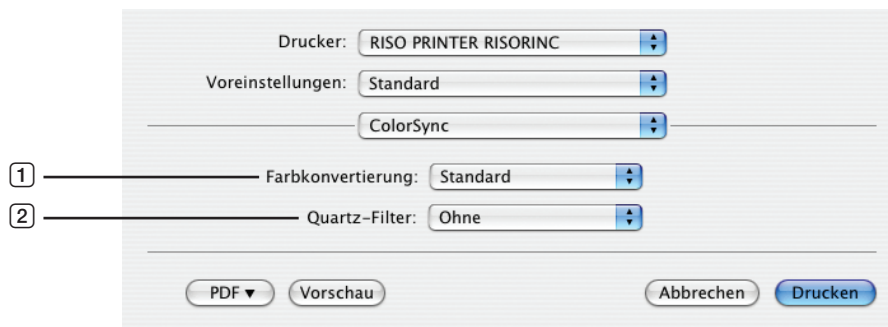 Drucker: RISO PRINTER RISORINC
Voreinstellungen: Standard
ColorSync
1 Farbkonvertierung: Standard
2 Quartz-Filter: Ohne
PDF ▼ Vorschau Abbrechen Drucken